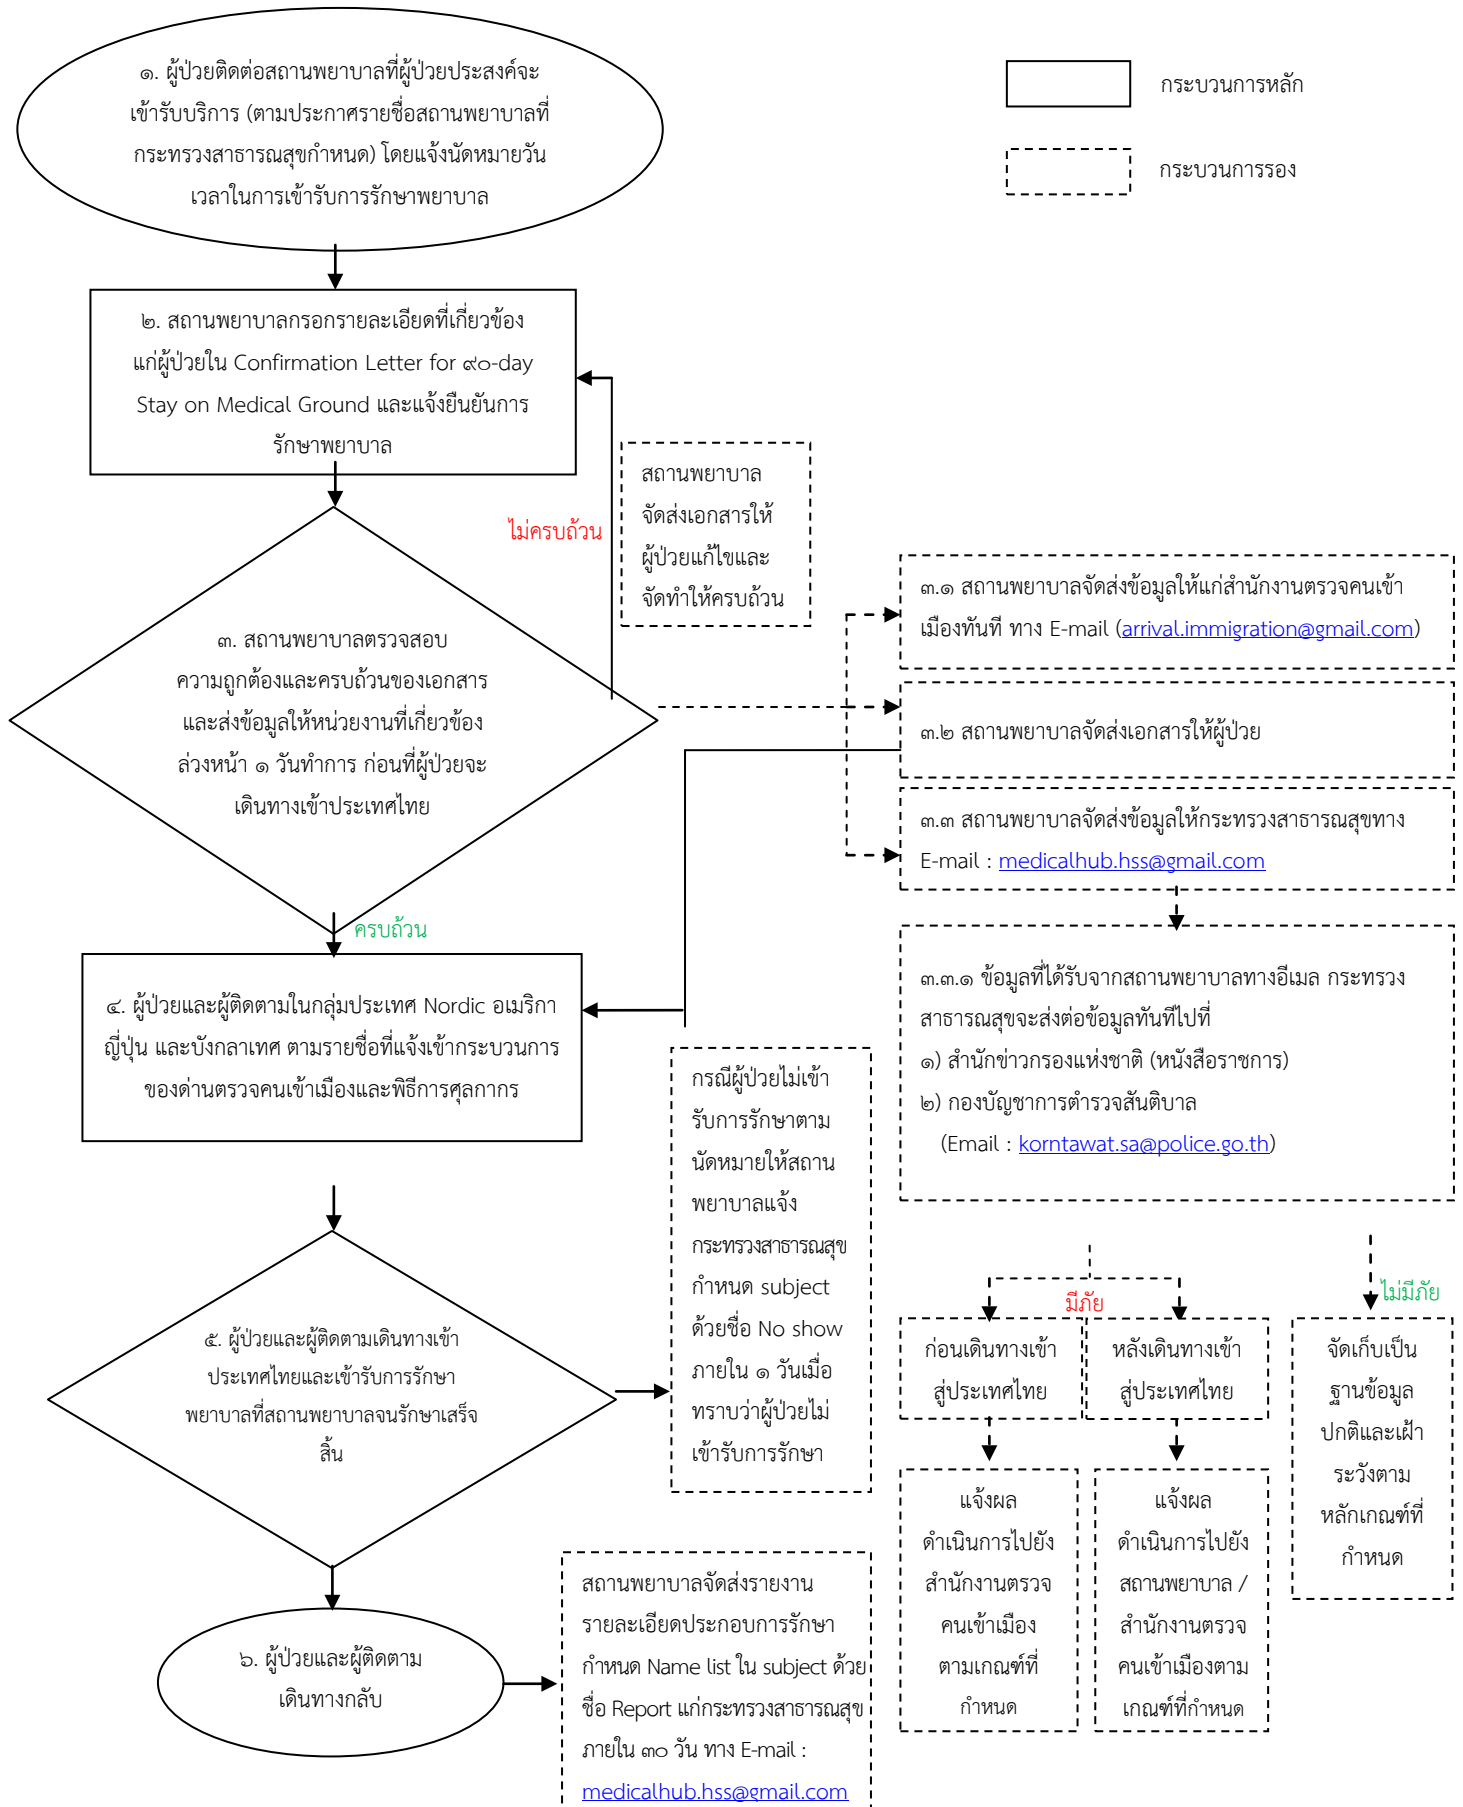 ๑. ผู้ป่วยติดต่อสถานพยาบาลที่ผู้ป่วยประสงค์จะ
เข้ารับบริการ (ตามประกาศรายชื่อสถานพยาบาลที่
กระทรวงสาธารณสุขกำหนด) โดยแจ้งนัดหมายวัน
เวลาในการเข้ารับการรักษาพยาบาล
กระบวนการหลัก
กระบวนการรอง
๒. สถานพยาบาลกรอกรายละเอียดที่เกี่ยวข้อง
แก่ผู้ป่วยใน Confirmation Letter for ๙๐-day
Stay on Medical Ground และแจ้งยืนยันการ
รักษาพยาบาล
ไม่ครบถ้วน
สถานพยาบาล
จัดส่งเอกสารให้
ผู้ป่วยแก้ไขและ
จัดทำให้ครบถ้วน
๓. สถานพยาบาลตรวจสอบ
ความถูกต้องและครบถ้วนของเอกสาร
และส่งข้อมูลให้หน่วยงานที่เกี่ยวข้อง
ล่วงหน้า ๑ วันทำการ ก่อนที่ผู้ป่วยจะ
เดินทางเข้าประเทศไทย
๓.๑ สถานพยาบาลจัดส่งข้อมูลให้แก่สำนักงานตรวจคนเข้า
เมืองทันที ทาง E-mail (arrival.immigration@gmail.com)
๓.๒ สถานพยาบาลจัดส่งเอกสารให้ผู้ป่วย
๓.๓ สถานพยาบาลจัดส่งข้อมูลให้กระทรวงสาธารณสุขทาง
E-mail : medicalhub.hss@gmail.com
ครบถ้วน
๔. ผู้ป่วยและผู้ติดตามในกลุ่มประเทศ Nordic อเมริกา
ญี่ปุ่น และบังกลาเทศ ตามรายชื่อที่แจ้งเข้ากระบวนการ
ของด่านตรวจคนเข้าเมืองและพิธีการศุลกากร
๓.๓.๑ ข้อมูลที่ได้รับจากสถานพยาบาลทางอีเมล กระทรวง
สาธารณสุขจะส่งต่อข้อมูลทันทีไปที่
๑) สำนักข่าวกรองแห่งชาติ (หนังสือราชการ)
๒) กองบัญชาการตำรวจสันติบาล
(Email : korntawat.sa@police.go.th)
กรณีผู้ป่วยไม่เข้า
รับการรักษาตาม
นัดหมายให้สถาน
พยาบาลแจ้ง
กระทรวงสาธารณสุข
กำหนด subject
ด้วยชื่อ No show
ภายใน ๑ วันเมื่อ
ทราบว่าผู้ป่วยไม่
เข้ารับการรักษา
๕. ผู้ป่วยและผู้ติดตามเดินทางเข้า
ประเทศไทยและเข้ารับการรักษา
พยาบาลที่สถานพยาบาลจนรักษาเสร็จ
สิ้น
มีภัย
ไม่มีภัย
ก่อนเดินทางเข้า
สู่ประเทศไทย
หลังเดินทางเข้า
สู่ประเทศไทย
จัดเก็บเป็น
ฐานข้อมูล
ปกติและเฝ้า
ระวังตาม
หลักเกณฑ์ที่
กำหนด
แจ้งผล
ดำเนินการไปยัง
สำนักงานตรวจ
คนเข้าเมือง
ตามเกณฑ์ที่
กำหนด
แจ้งผล
ดำเนินการไปยัง
สถานพยาบาล /
สำนักงานตรวจ
คนเข้าเมืองตาม
เกณฑ์ที่กำหนด
๖. ผู้ป่วยและผู้ติดตาม
เดินทางกลับ
สถานพยาบาลจัดส่งรายงาน
รายละเอียดประกอบการรักษา
กำหนด Name list ใน subject ด้วย
ชื่อ Report แก่กระทรวงสาธารณสุข
ภายใน ๓๐ วัน ทาง E-mail :
medicalhub.hss@gmail.com